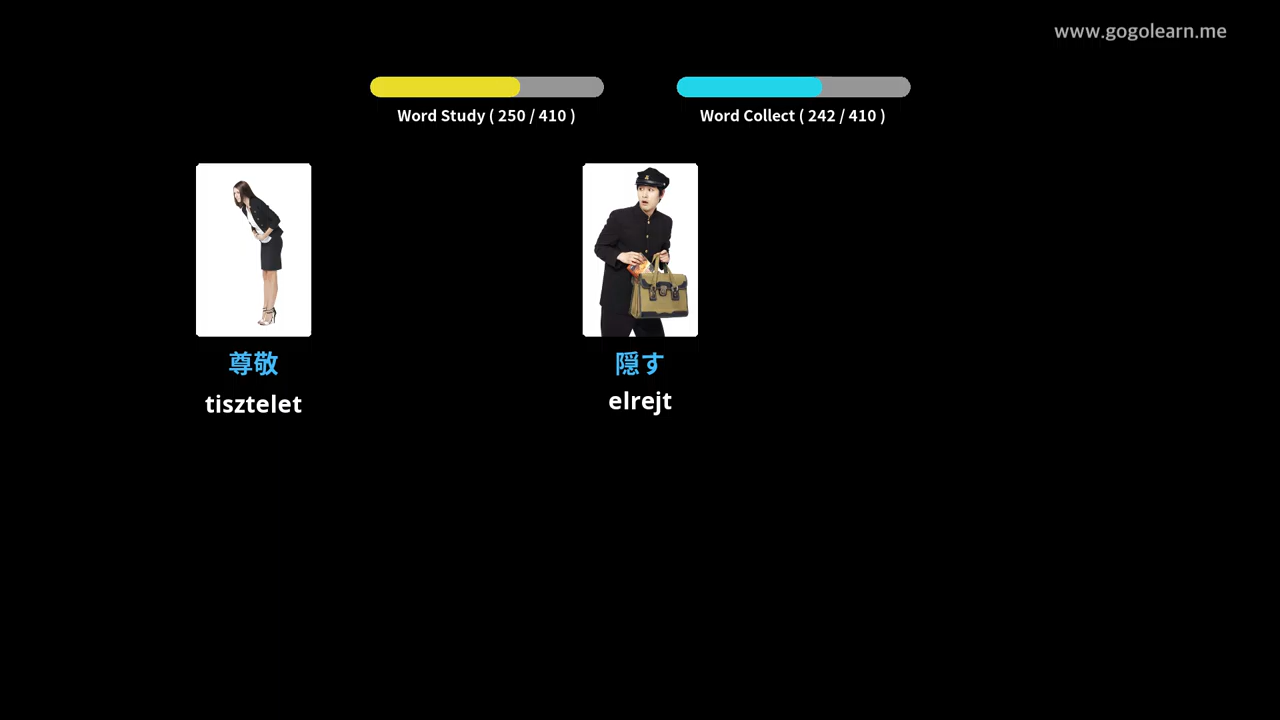 www.gogolearn.me
Word Study ( 250 / 410 )
Word Collect ( 242 / 410 )
尊敬
tisztelet
隠す
elrejt